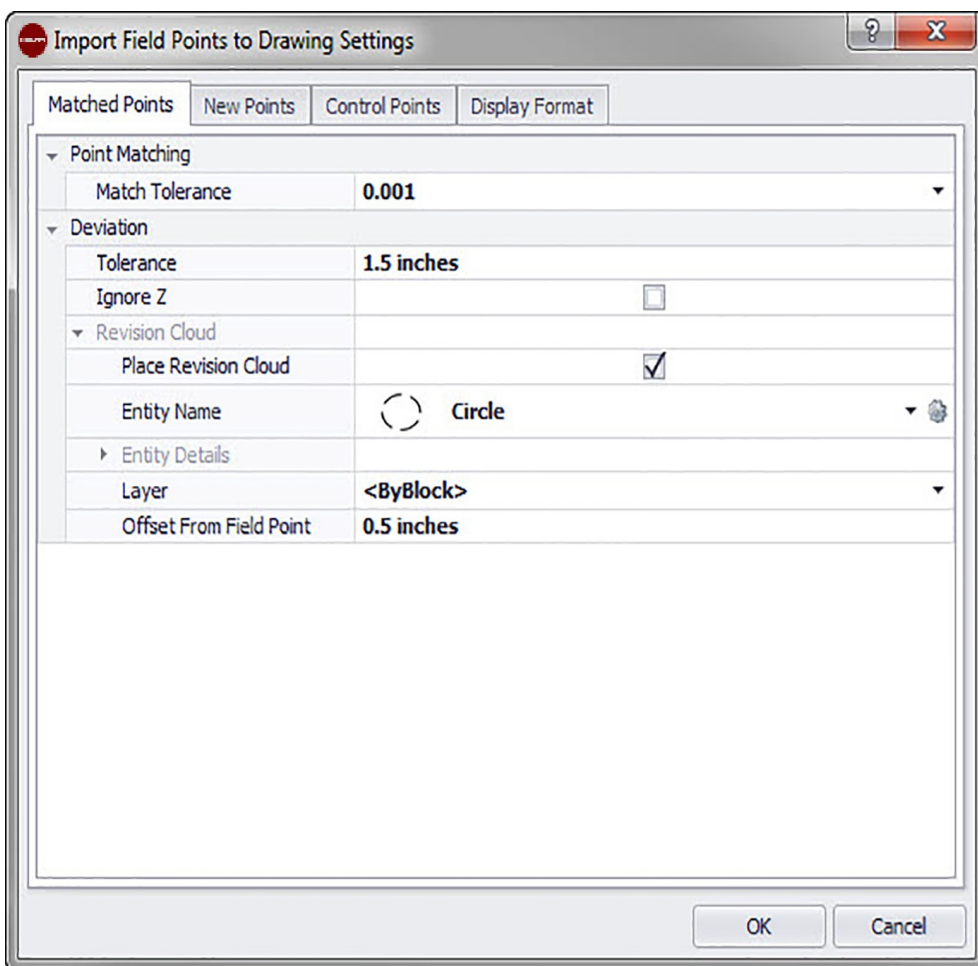 Import Field Points to Drawing Settings
Matched Points New Points Control Points Display Format
Point Matching
Match Tolerance 0.001
Deviation
Tolerance 1.5 inches
Ignore Z
Revision Cloud
Place Revision Cloud
Entity Name Circle
Entity Details
Layer <ByBlock>
Offset From Field Point 0.5 inches
OK Cancel